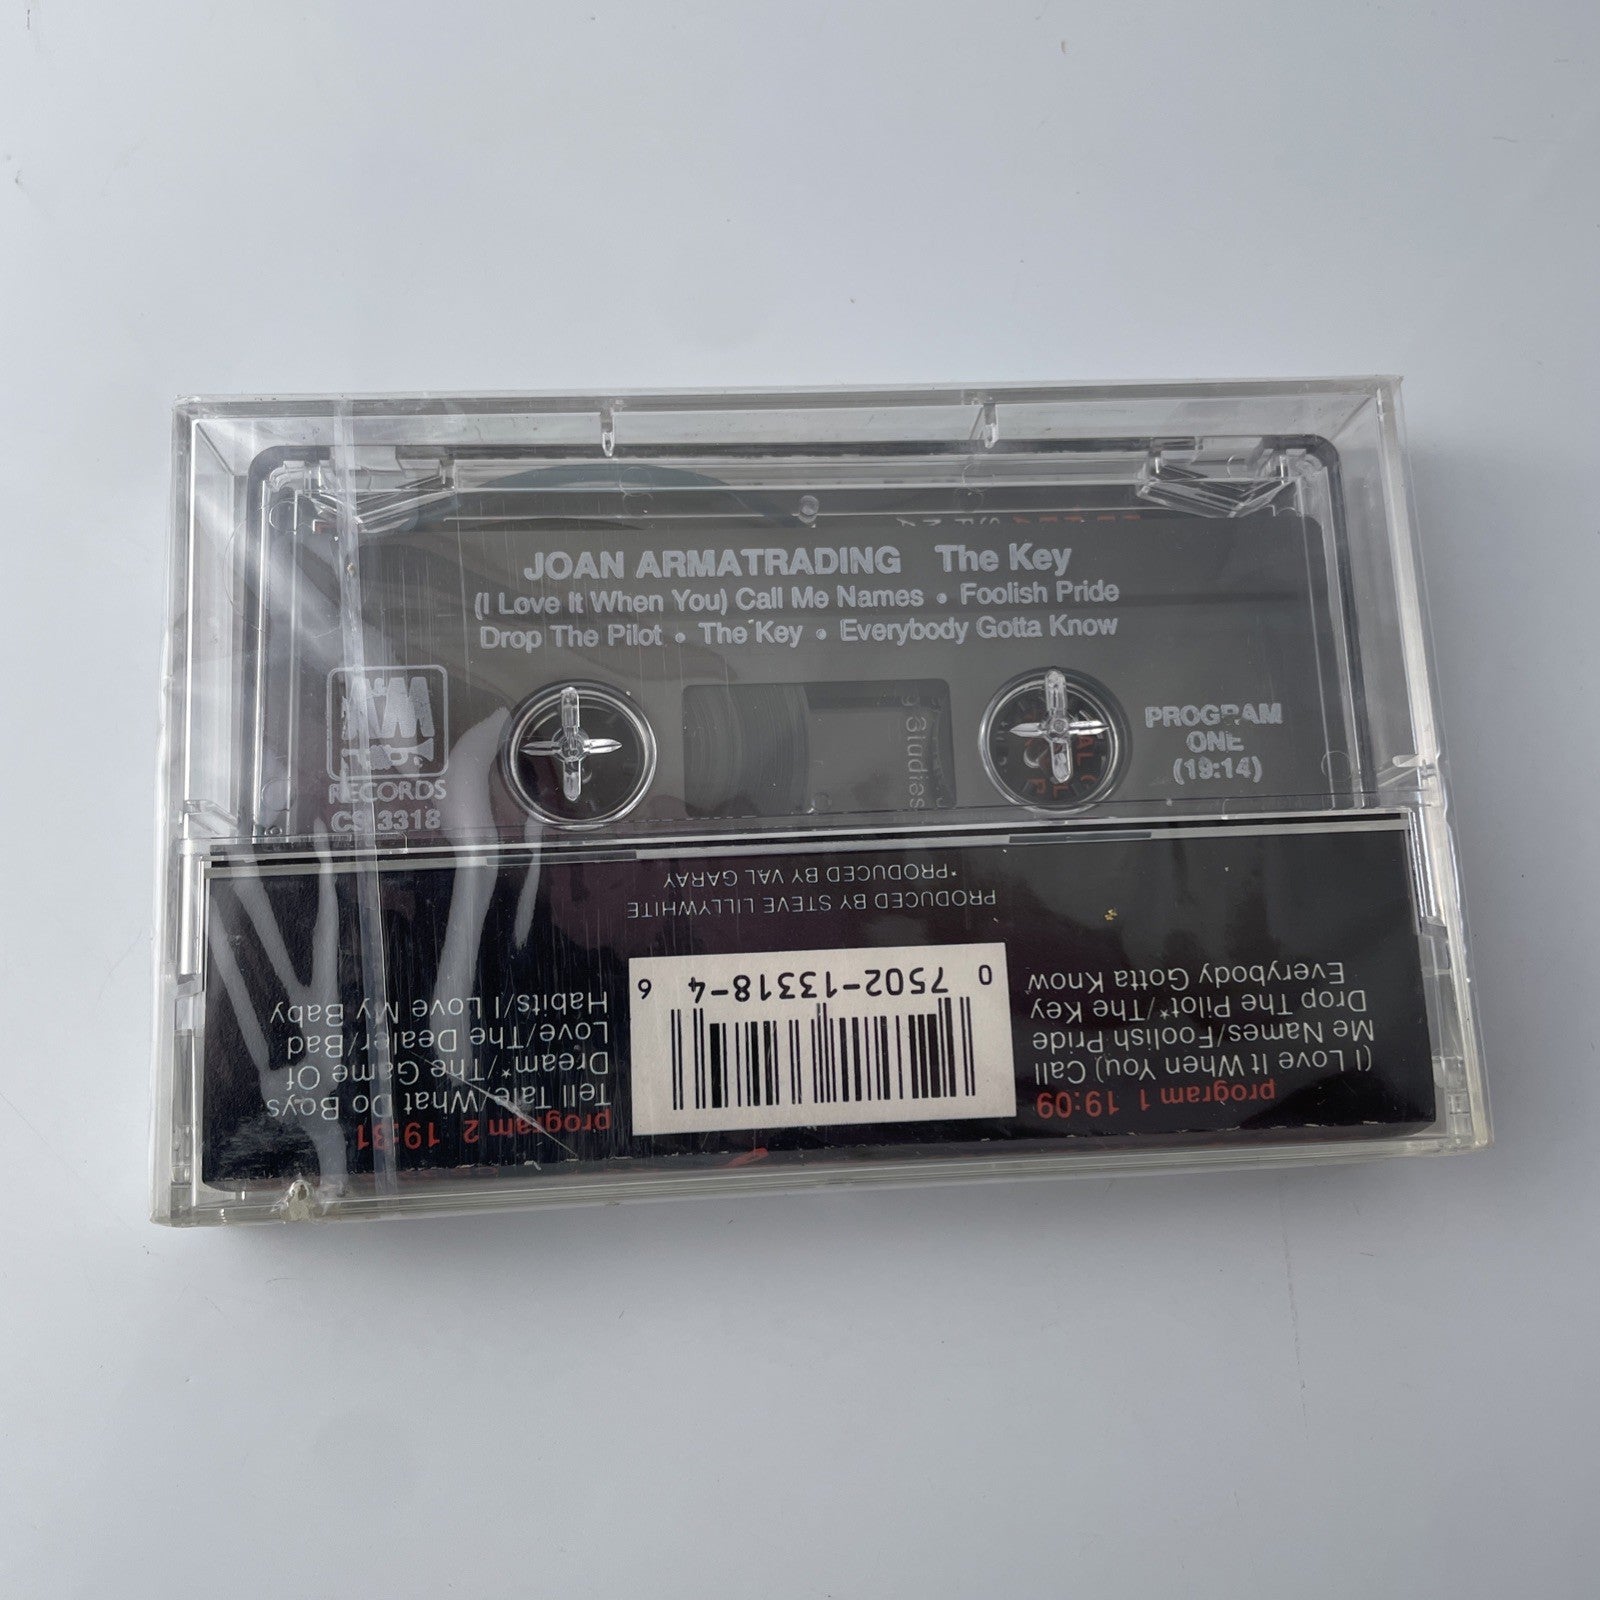 JOAN ARMATRADING The Key
(I Love It When You) Call Me Names • Foolish Pride
Drop The Pilot • The Key • Everybody Gotta Know
A&M
RECORDS
CS 3318
PROGRAM
ONE
(19:14)
g Studios
program 1 19:09
(I Love It When You) Call
Me Names/Foolish Pride
Drop The Pilot*/The Key
Everybody Gotta Know
0 7502-13318-4 6
program 2 19:31
Tell Tale/What Do Boys
Dream*/The Game Of
Love/The Dealer/Bad
Habits/I Love My Baby
PRODUCED BY STEVE LILLYWHITE
*PRODUCED BY VAL GARAY